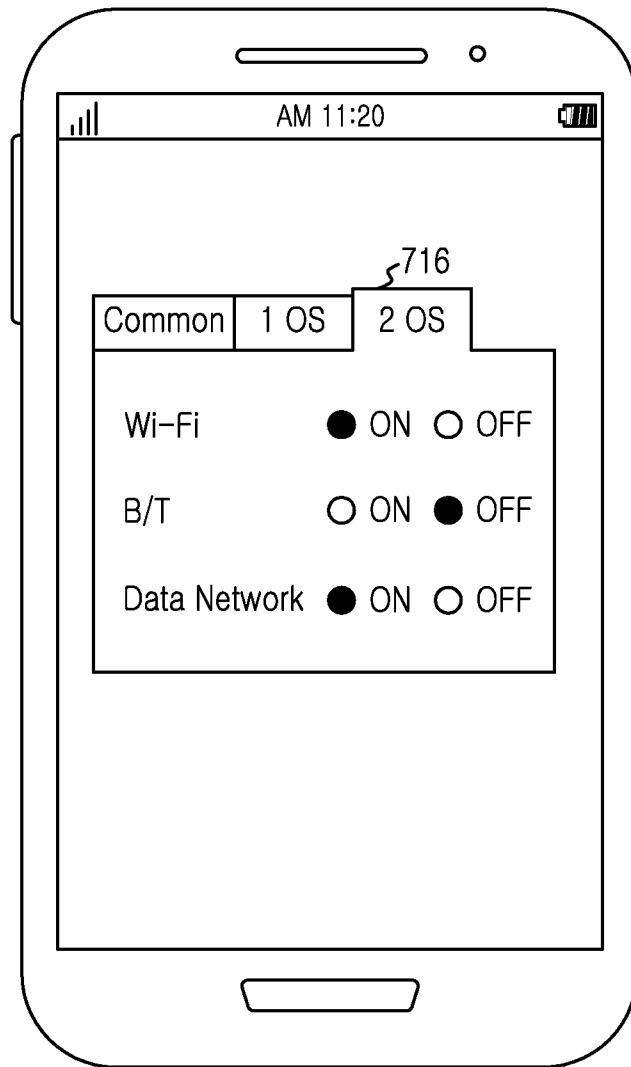 AM 11:20
716
Common 1 OS 2 OS
Wi-Fi ON OFF
B/T ON OFF
Data Network ON OFF